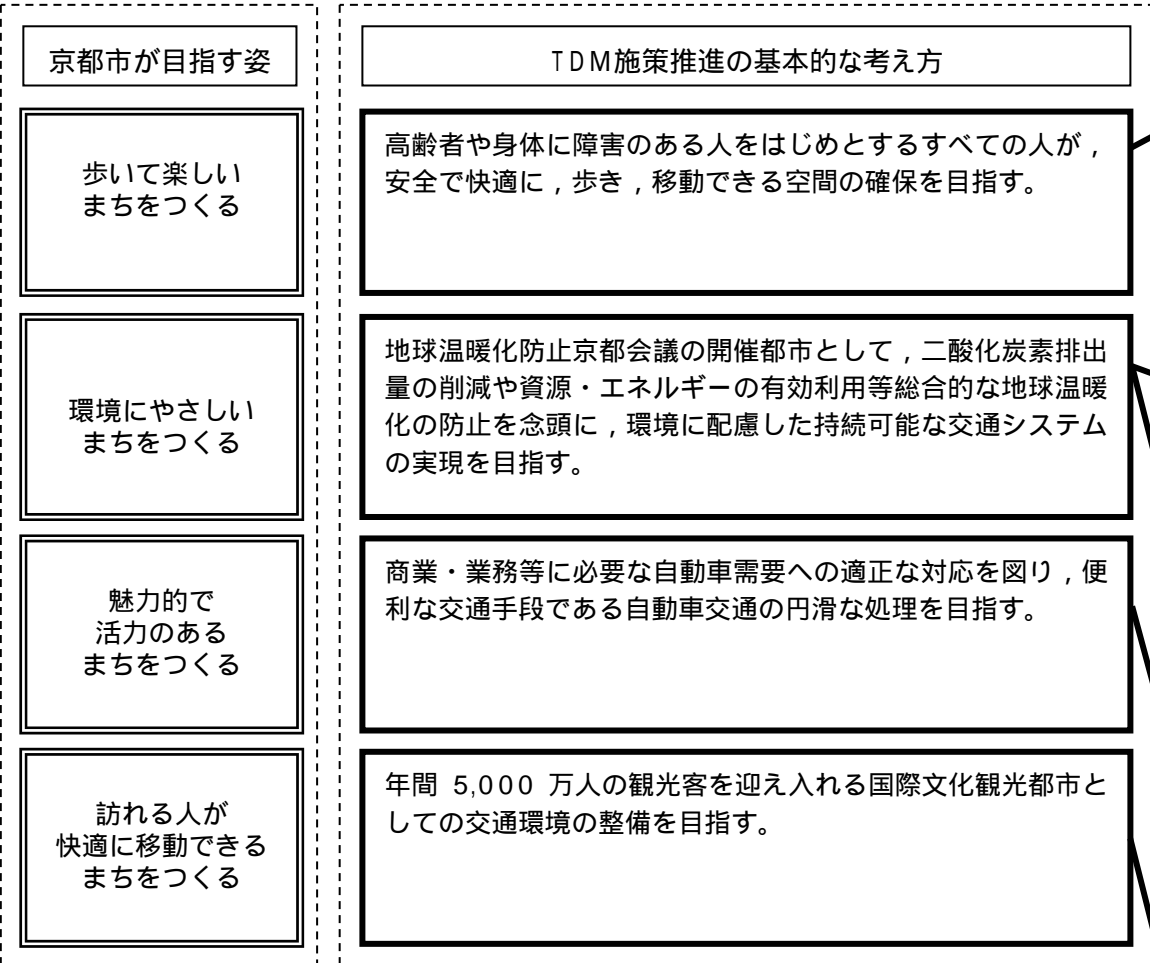 京都市が目指す姿
TDM施策推進の基本的な考え方
歩いて楽しい
まちをつくる
高齢者や身体に障害のある人をはじめとするすべての人が，
安全で快適に，歩き，移動できる空間の確保を目指す。
環境にやさしい
まちをつくる
地球温暖化防止京都会議の開催都市として，二酸化炭素排出
量の削減や資源・エネルギーの有効利用等総合的な地球温暖
化の防止を念頭に，環境に配慮した持続可能な交通システム
の実現を目指す。
魅力的で
活力のある
まちをつくる
商業・業務等に必要な自動車需要への適正な対応を図り，便
利な交通手段である自動車交通の円滑な処理を目指す。
訪れる人が
快適に移動できる
まちをつくる
年間 5,000 万人の観光客を迎え入れる国際文化観光都市と
しての交通環境の整備を目指す。